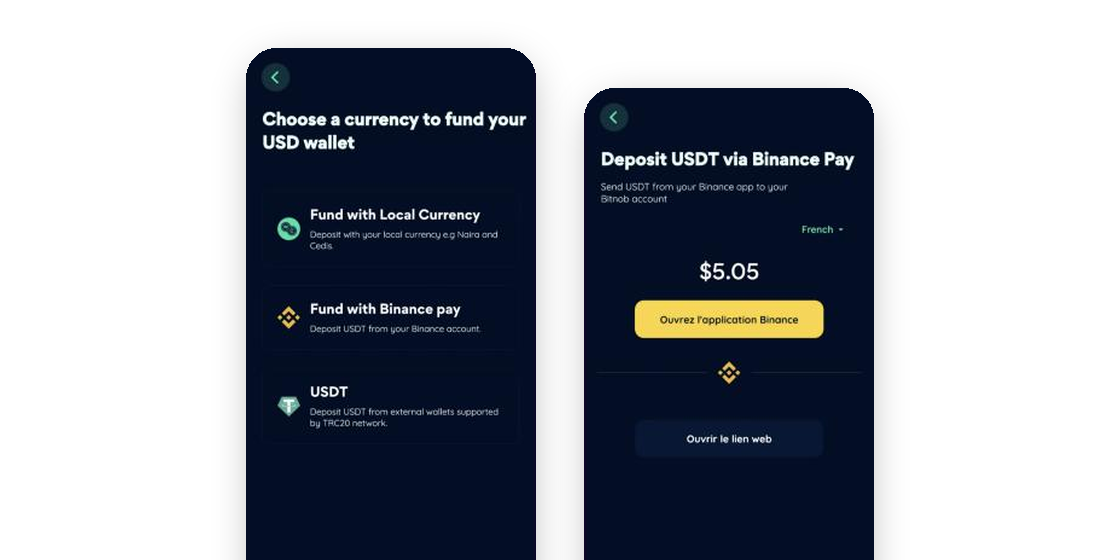 Choose a currency to fund your
USD wallet
Fund with Local Currency
Deposit with your local currency e.g Naira and
Cedis.
Fund with Binance pay
Deposit USDT from your Binance account.
USDT
Deposit USDT from external wallets supported
by TRC20 network.
Deposit USDT via Binance Pay
Send USDT from your Binance app to your
Bitnob account
French
$5.05
Ouvrez l'application Binance
Ouvrir le lien web